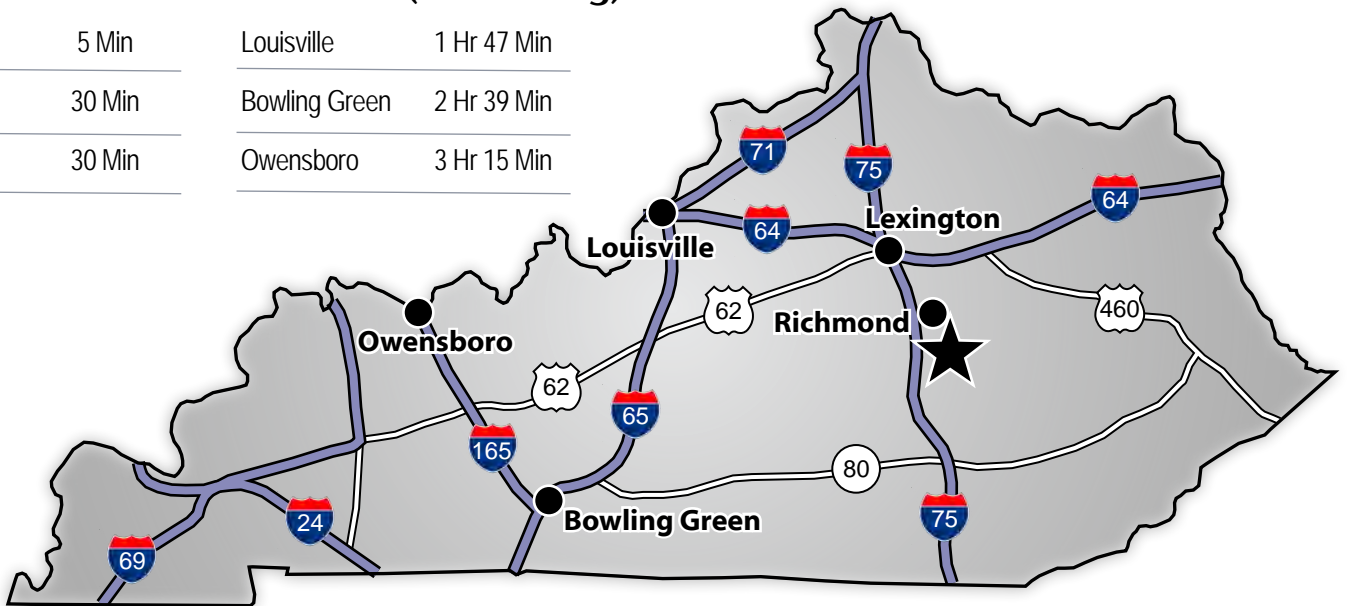 5 Min Louisville 1 Hr 47 Min
30 Min Bowling Green 2 Hr 39 Min
30 Min Owensboro 3 Hr 15 Min
71
75
64
64
Lexington
Louisville
62
460
Richmond
Owensboro
62
65
165
80
Bowling Green
24
75
69